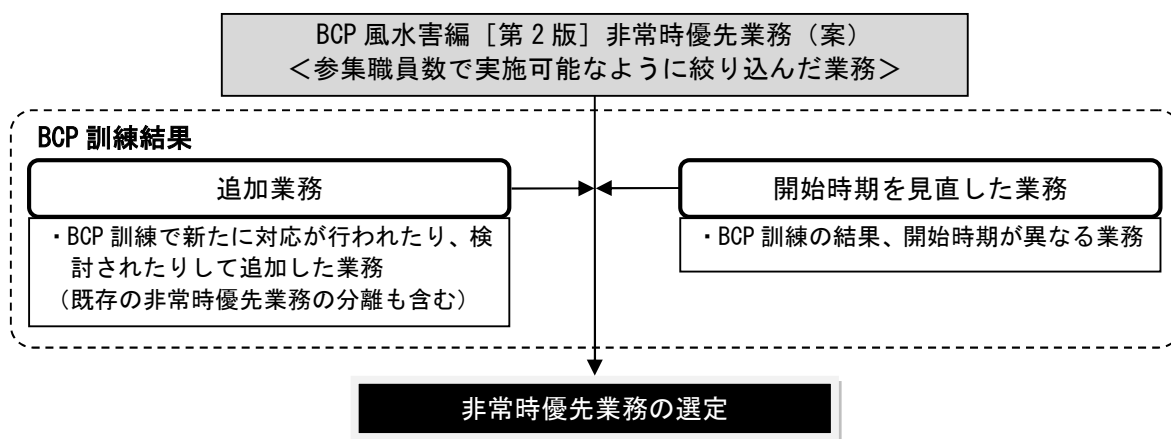 BCP 風水害編［第2版］非常時優先業務（案）
＜参集職員数で実施可能なように絞り込んだ業務＞
BCP 訓練結果
追加業務
・BCP 訓練で新たに対応が行われたり、検
討されたりして追加した業務
（既存の非常時優先業務の分離も含む）
開始時期を見直した業務
・BCP 訓練の結果、開始時期が異なる業務
非常時優先業務の選定